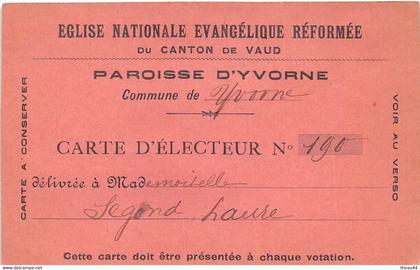 EGLISE NATIONALE EVANGÉLIQUE RÉFORMÉE
DU CANTON DE VAUD
PAROISSE D'YVORNE
Commune de Yvorne
CARTE D'ÉLECTEUR N° 190
délivrée à Mademoiselle
Segond, Laure
Cette carte doit être présentée à chaque votation.
CARTE A CONSERVER
VOIR AU VERSO